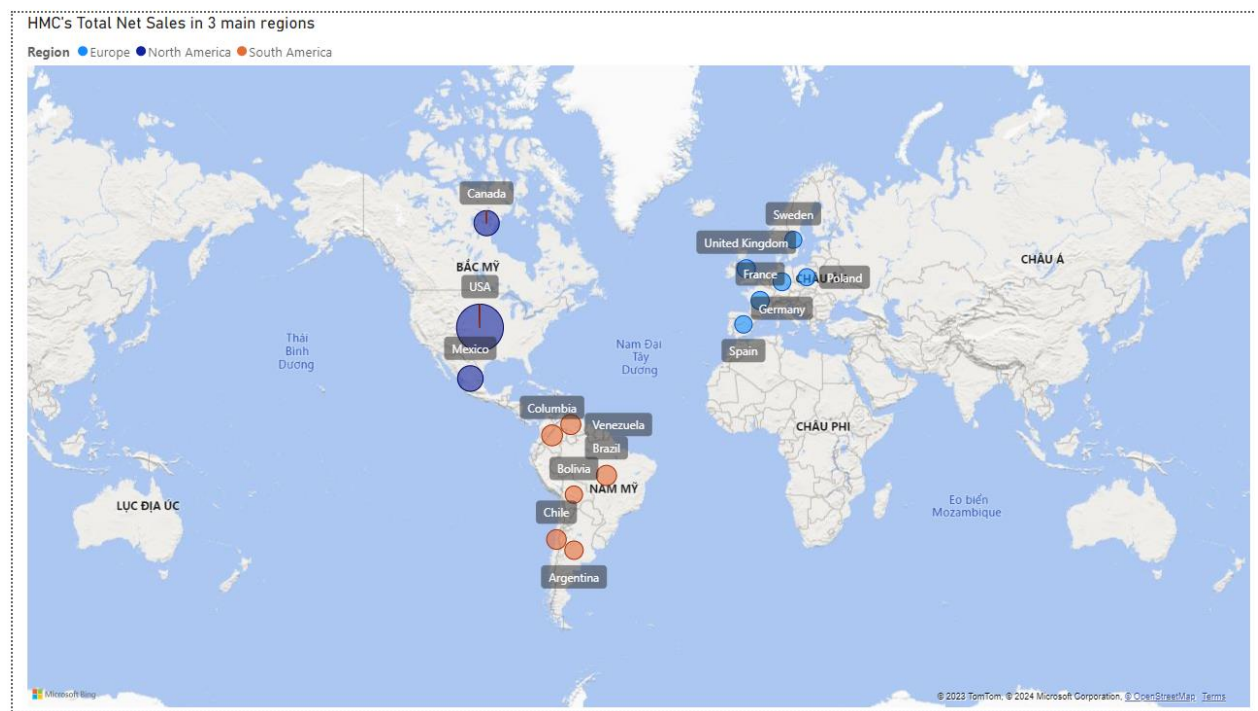 HMC's Total Net Sales in 3 main regions
Region Europe North America South America
Canada
Sweden
United Kingdom
BẮC MỸ
CHÂU Á
USA
France
Poland
Germany
Thái
Bình
Dương
Nam Đại
Tây
Dương
Mexico
Spain
Columbia
Venezuela
CHÂU PHI
Brazil
Bolivia
NAM MỸ
LỤC ĐỊA ÚC
Chile
Eo biển
Mozambique
Argentina
Microsoft Bing
© 2023 TomTom, © 2024 Microsoft Corporation, © OpenStreetMap Terms